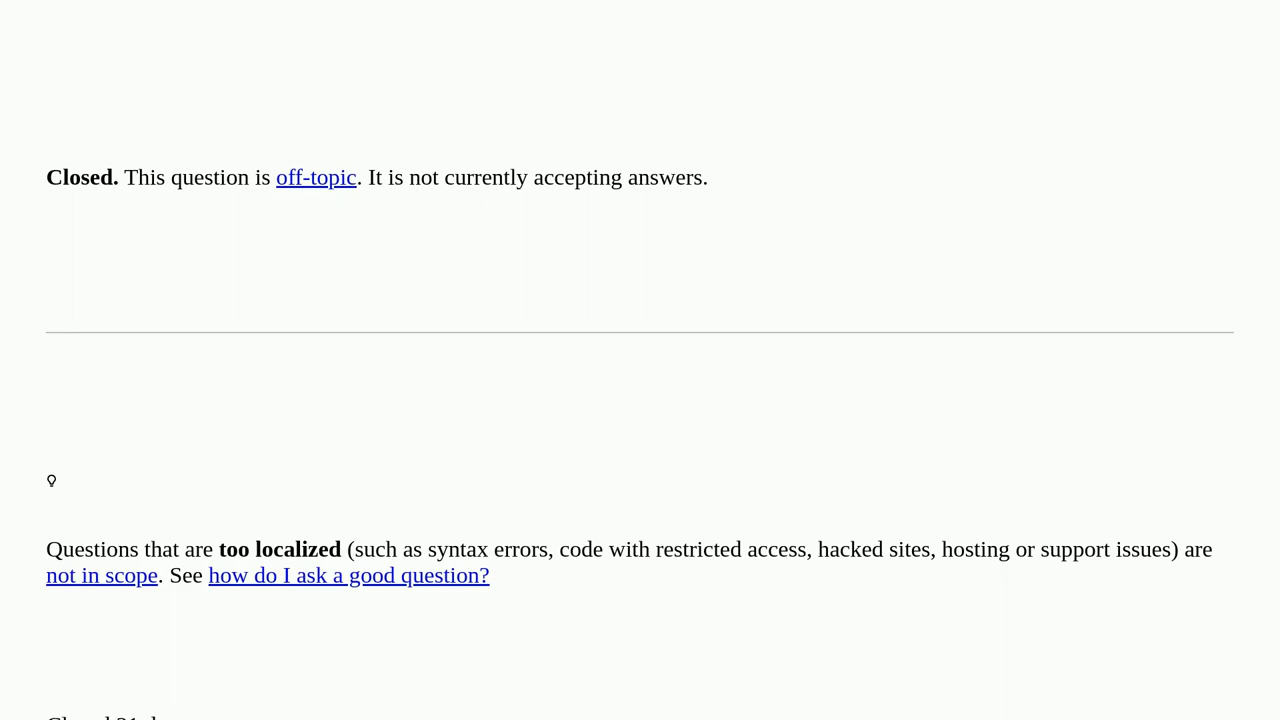 Closed. This question is off-topic. It is not currently accepting answers.
Questions that are too localized (such as syntax errors, code with restricted access, hacked sites, hosting or support issues) are
not in scope. See how do I ask a good question?